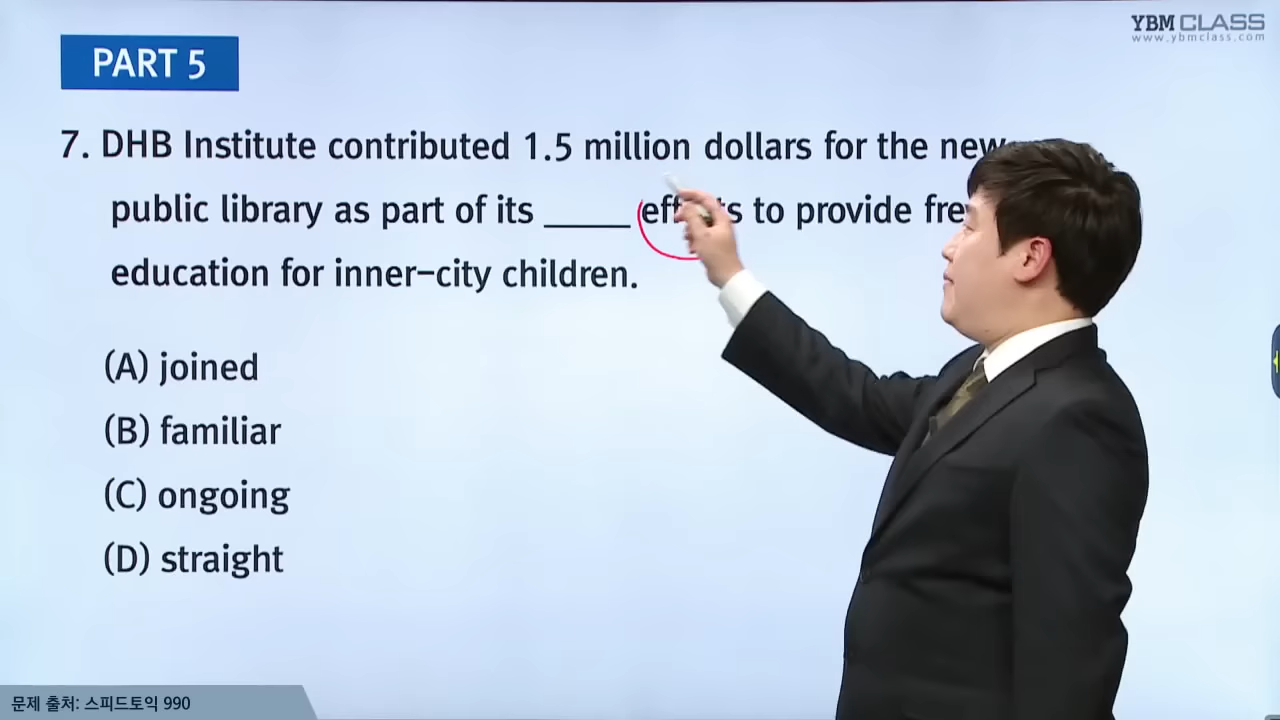 YBM CLASS
www.ybmclass.com
PART 5
7. DHB Institute contributed 1.5 million dollars for the new
public library as part of its _____ efforts to provide free
education for inner-city children.
(A) joined
(B) familiar
(C) ongoing
(D) straight
문제 출처: 스피드토익 990